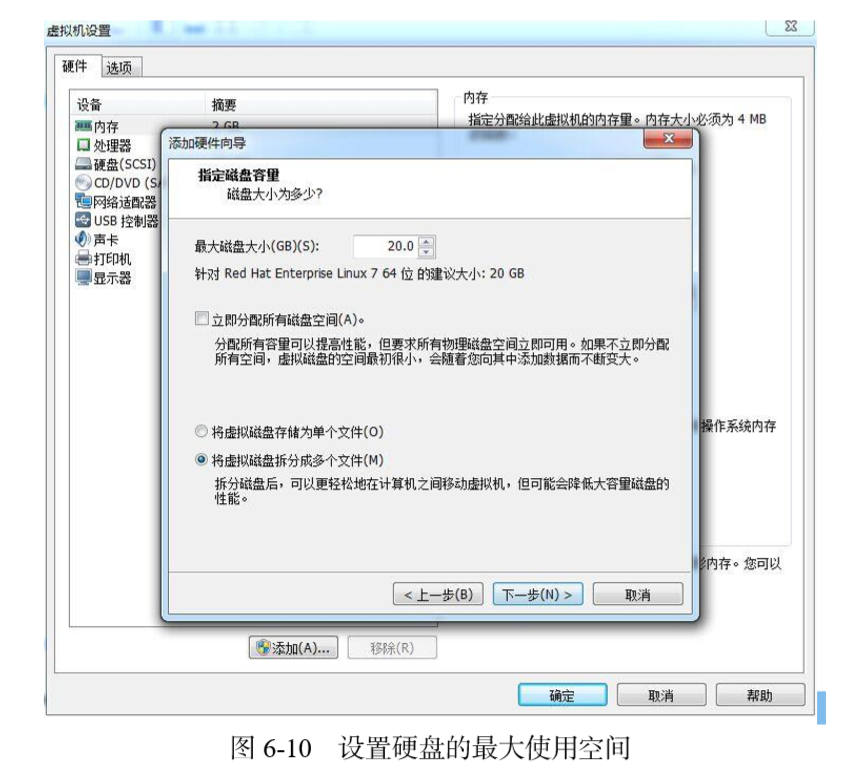 虚拟机设置
硬件 选项
设备 摘要
内存 2 GB
处理器
硬盘(SCSI)
CD/DVD (SA
网络适配器
USB 控制器
声卡
打印机
显示器
内存
指定分配给此虚拟机的内存量。内存大小必须为 4 MB
添加硬件向导
指定磁盘容量
磁盘大小为多少?
最大磁盘大小(GB)(S): 20.0
针对 Red Hat Enterprise Linux 7 64 位 的建议大小: 20 GB
立即分配所有磁盘空间(A)。
分配所有容量可以提高性能，但要求所有物理磁盘空间立即可用。如果不立即分配
所有空间，虚拟磁盘的空间最初很小，会随着您向其中添加数据而不断变大。
操作系统内存
将虚拟磁盘存储为单个文件(O)
将虚拟磁盘拆分成多个文件(M)
拆分磁盘后，可以更轻松地在计算机之间移动虚拟机，但可能会降低大容量磁盘的
性能。
内存。您可以
< 上一步(B) 下一步(N) > 取消
添加(A)... 移除(R)
确定 取消 帮助
图 6-10 设置硬盘的最大使用空间